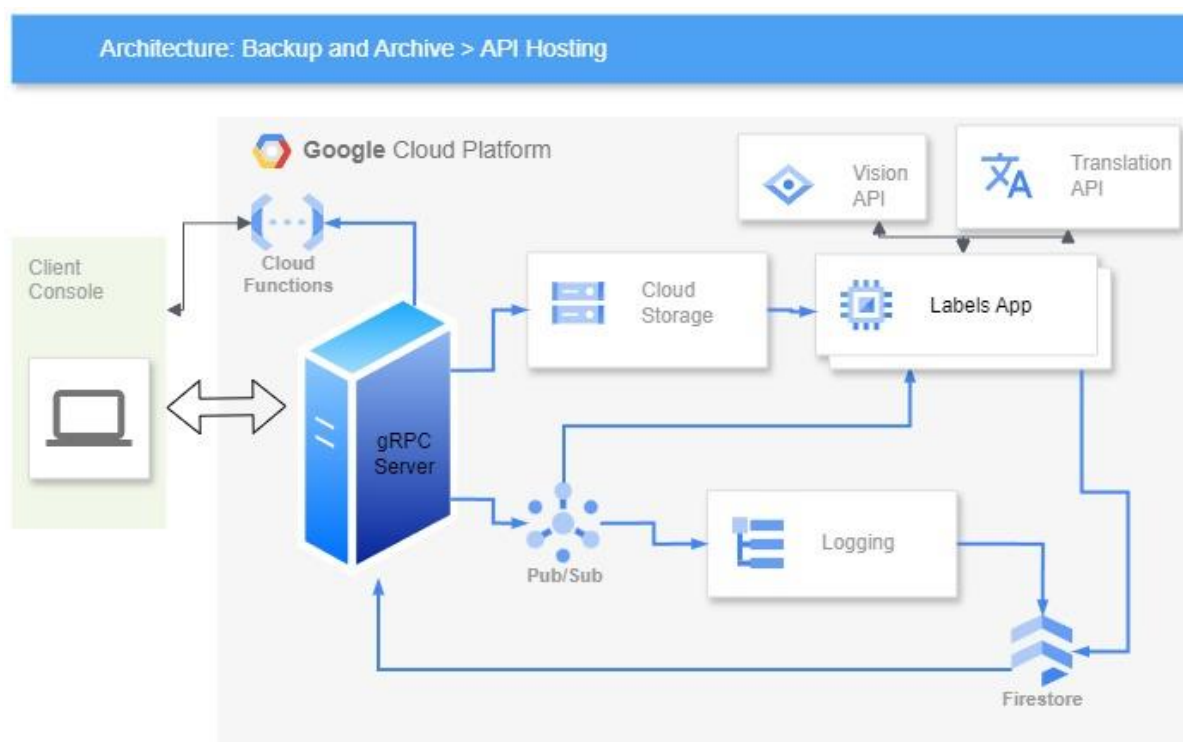 Architecture: Backup and Archive > API Hosting
Google Cloud Platform
Vision
API
Translation
API
Cloud
Functions
Client
Console
Cloud
Storage
Labels App
gRPC
Server
Logging
Pub/Sub
Firestore